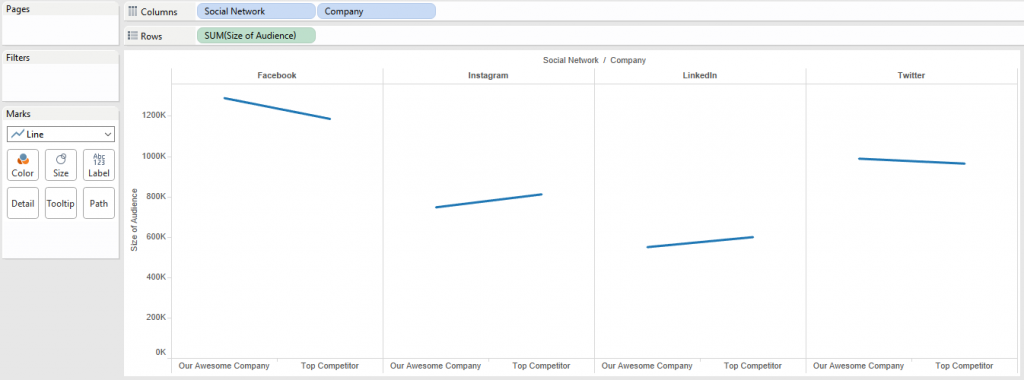 Pages
Columns
Social Network
Company
Rows
SUM(Size of Audience)
Filters
Marks
Line
Color
Size
Abc
123
Label
Detail
Tooltip
Path
Social Network / Company
Facebook
Instagram
LinkedIn
Twitter
Size of Audience
1200K
1000K
800K
600K
400K
200K
0K
Our Awesome Company
Top Competitor
Our Awesome Company
Top Competitor
Our Awesome Company
Top Competitor
Our Awesome Company
Top Competitor